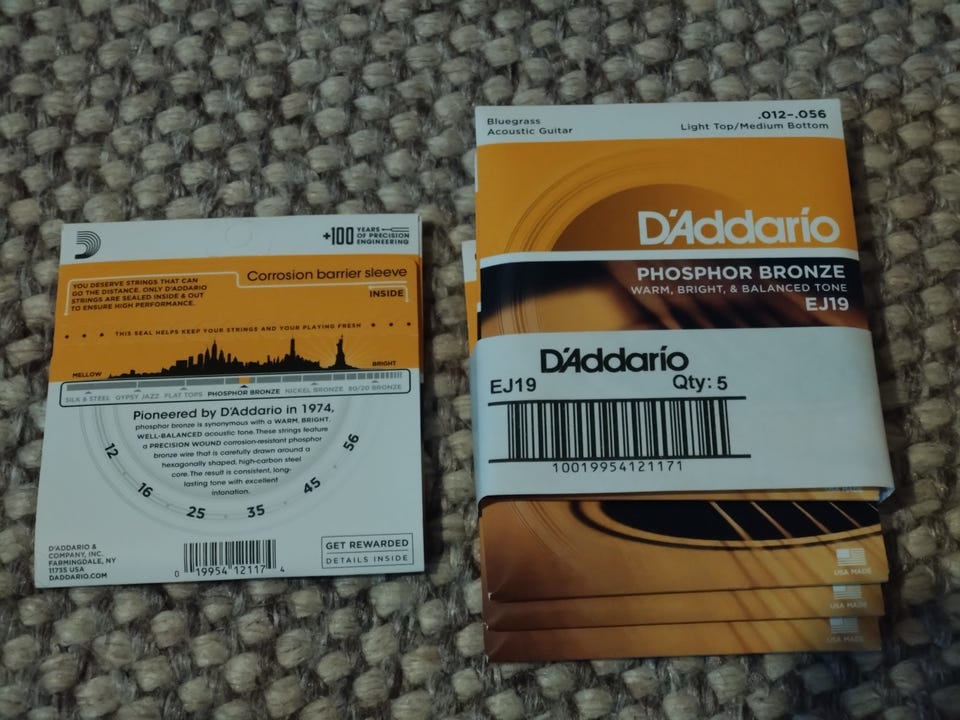 +100 YEARS
OF PRECISION
ENGINEERING
YOU DESERVE STRINGS THAT CAN
GO THE DISTANCE. ONLY D'ADDARIO
STRINGS ARE SEALED INSIDE & OUT
TO ENSURE HIGH PERFORMANCE.
Corrosion barrier sleeve
INSIDE
THIS SEAL HELPS KEEP YOUR STRINGS AND YOUR PLAYING FRESH
MELLOW
BRIGHT
SILK & STEEL GYPSY JAZZ FLAT TOPS PHOSPHOR BRONZE NICKEL BRONZE 80/20 BRONZE
Pioneered by D'Addario in 1974,
phosphor bronze is synonymous with a WARM, BRIGHT,
WELL-BALANCED acoustic tone. These strings feature
a PRECISION WOUND corrosion-resistant phosphor
bronze wire that is carefully drawn around a
hexagonally shaped, high-carbon steel
core. The result is consistent, long-
lasting tone with excellent
intonation.
12
16
25
35
45
56
D'ADDARIO &
COMPANY, INC.
FARMINGDALE, NY
11735 USA
DADDARIO.COM
0 19954 12117 4
GET REWARDED
DETAILS INSIDE
Bluegrass
Acoustic Guitar
.012–.056
Light Top/Medium Bottom
D'Addario
PHOSPHOR BRONZE
WARM, BRIGHT, & BALANCED TONE
EJ19
D'Addario
EJ19
Qty: 5
10019954121171
USA MADE
USA MADE
USA MADE
USA MADE